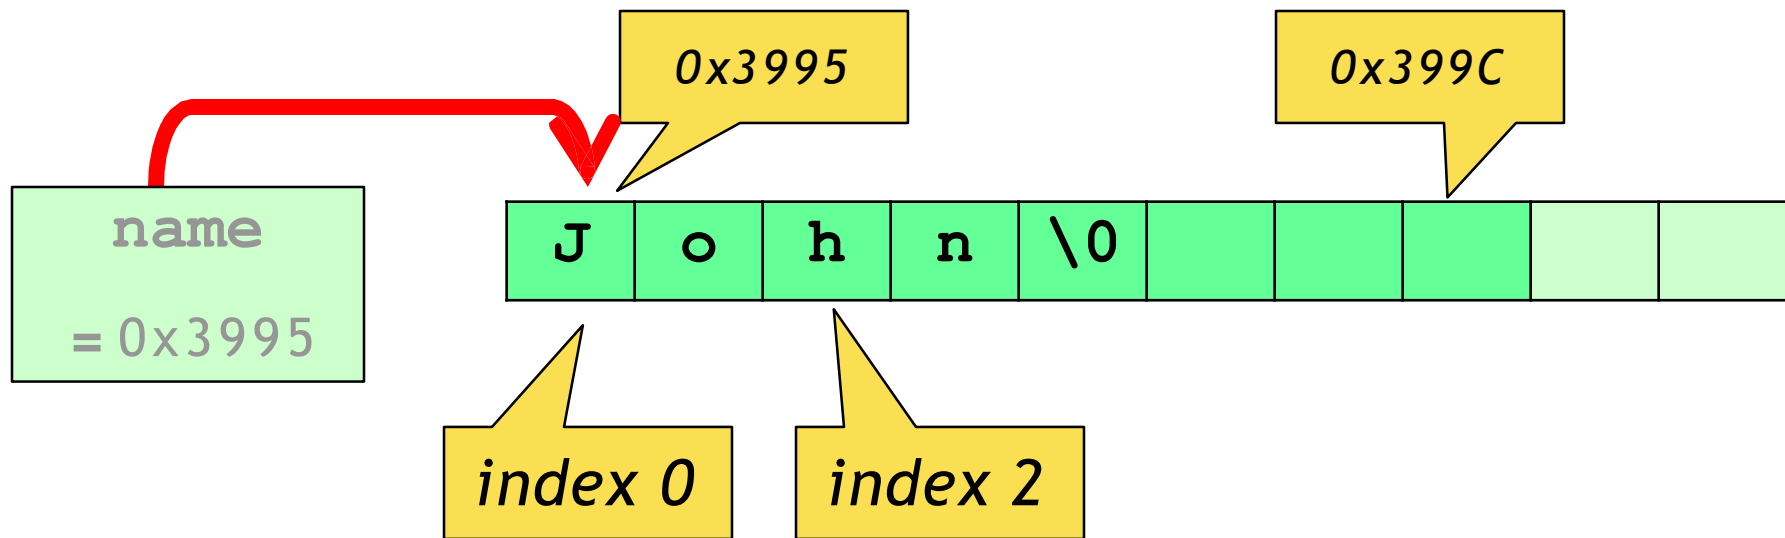 0x3995
0x399C
name
= 0x3995
J o h n \0
index 0
index 2